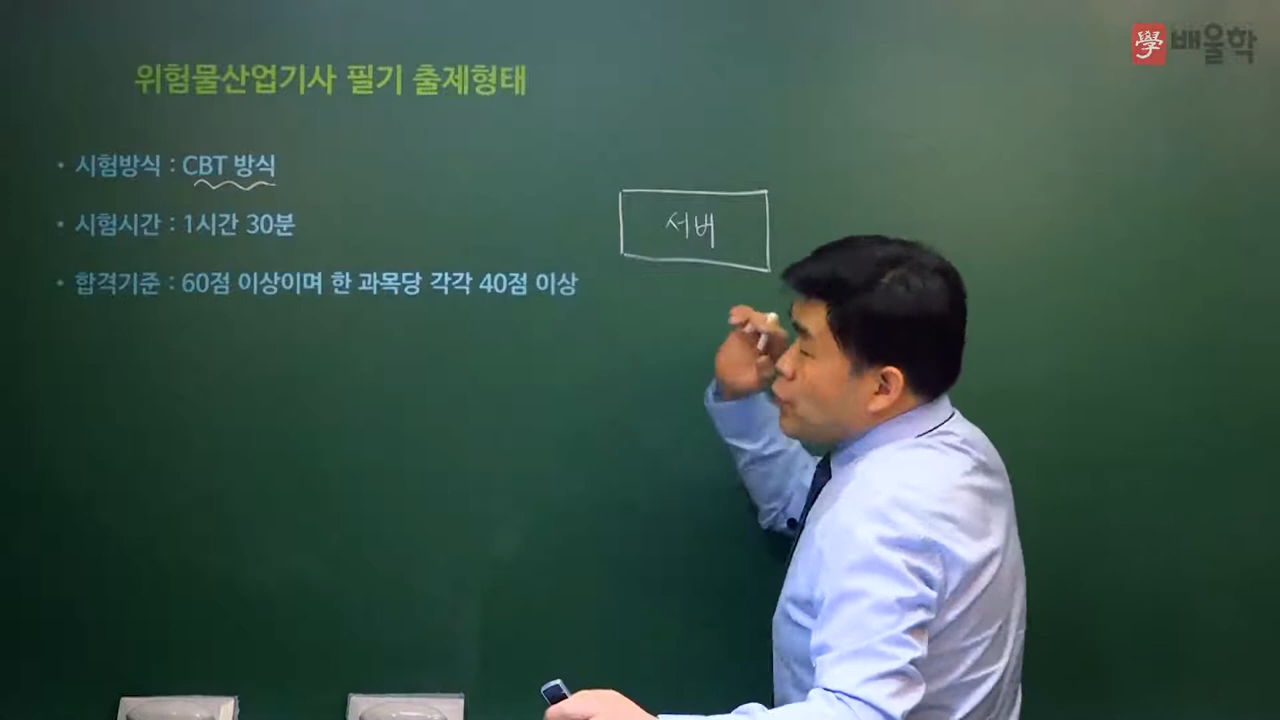 學 배울학
위험물산업기사 필기 출제형태
• 시험방식 : CBT 방식
• 시험시간 : 1시간 30분
• 합격기준 : 60점 이상이며 한 과목당 각각 40점 이상
서버